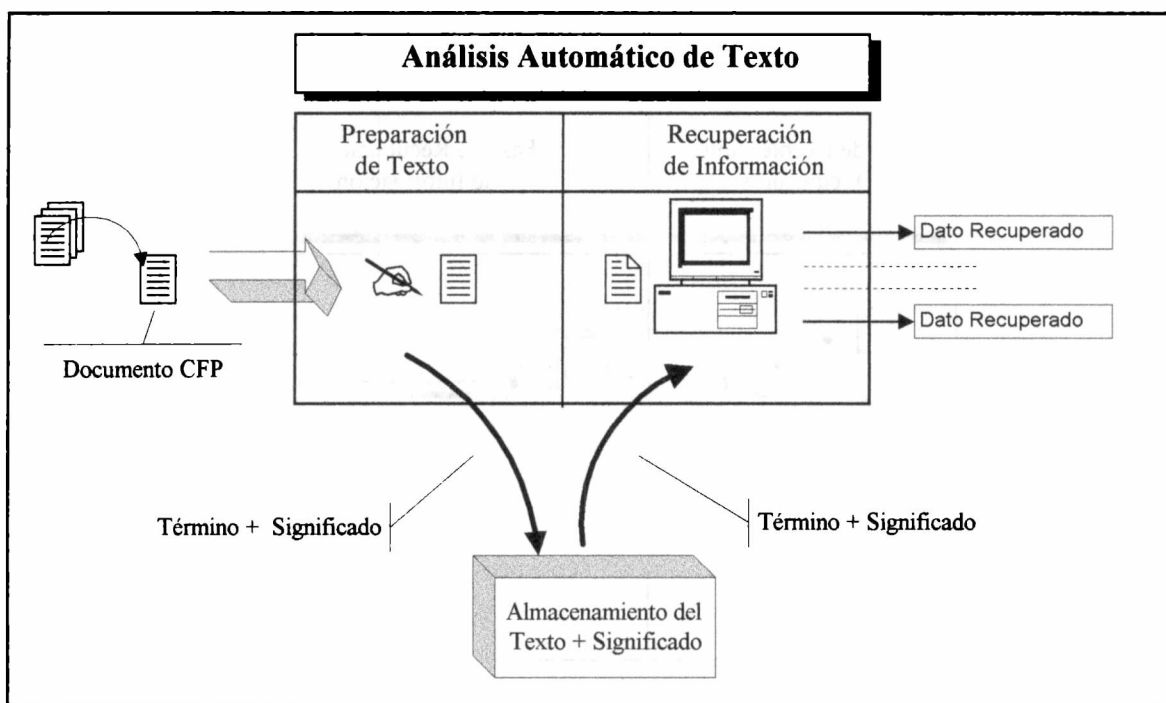 Análisis Automático de Texto
Preparación
de Texto
Recuperación
de Información
Dato Recuperado
Dato Recuperado
Documento CFP
Término + Significado
Término + Significado
Almacenamiento del
Texto + Significado